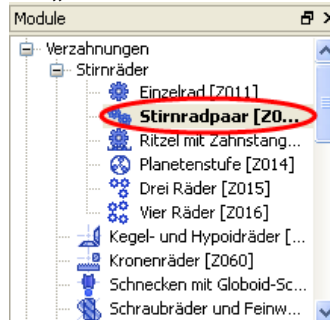 Module
Verzahnungen
Stirnräder
Einzelrad [Z011]
Stirnradpaar [Z0...
Ritzel mit Zahnstang...
Planetenstufe [Z014]
Drei Räder [Z015]
Vier Räder [Z016]
Kegel- und Hypoidräder [...
Kronenräder [Z060]
Schnecken mit Globoid-Sc...
Schraubräder und Feinw...